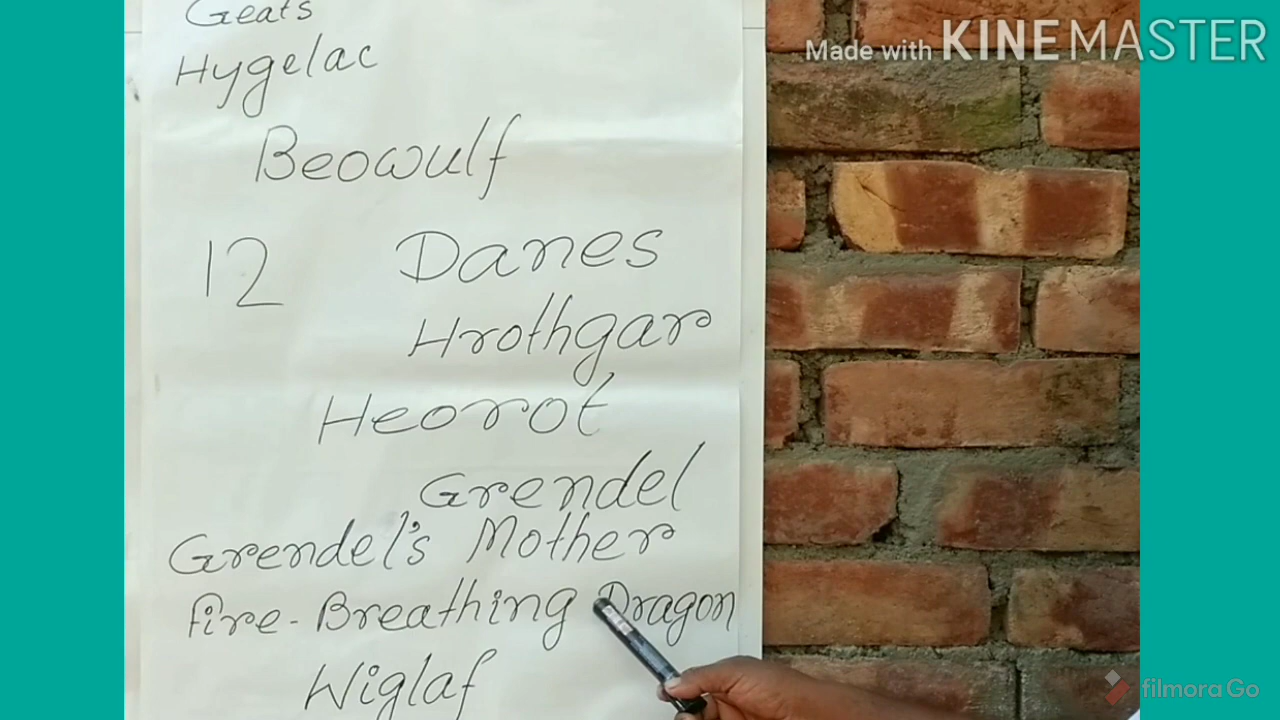 Geats
Hygelac
Beowulf
12 Danes
Hrothgar
Heorot
Grendel
Grendel's Mother
Fire-Breathing Dragon
Wiglaf
Made with KINEMASTER
filmora Go